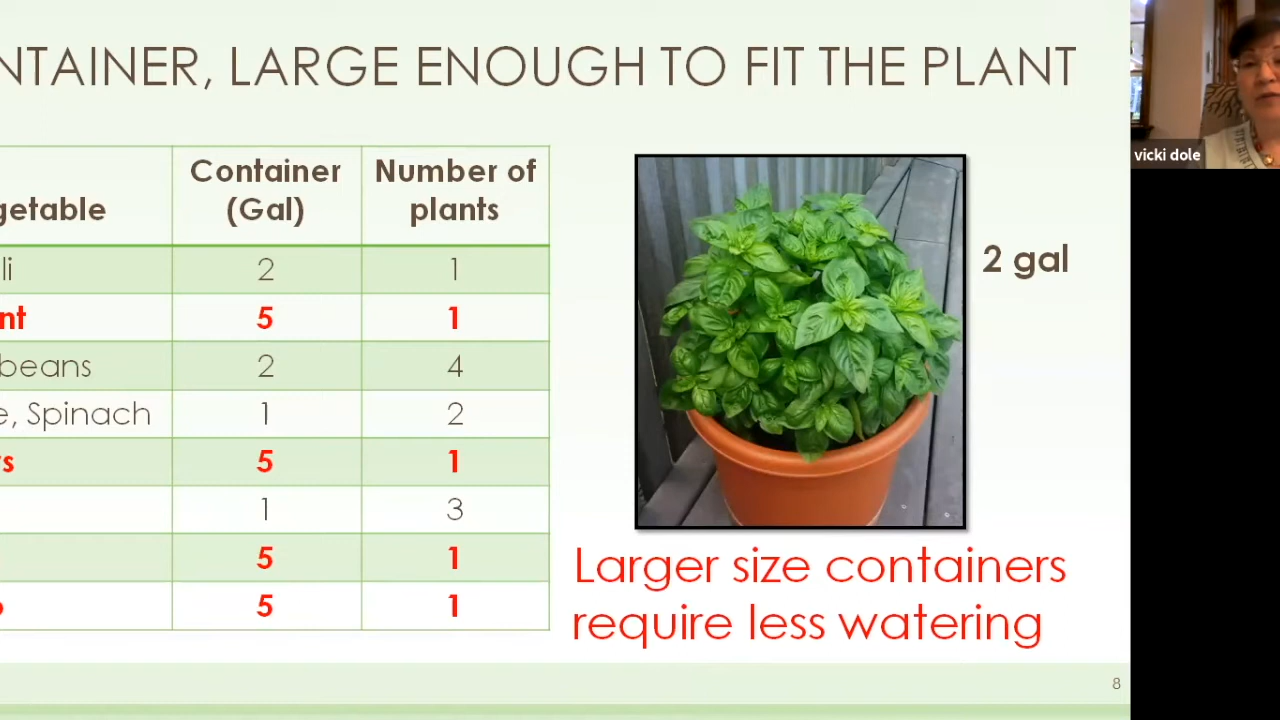 NTAINER, LARGE ENOUGH TO FIT THE PLANT
getable Container (Gal) Number of plants
li 2 1
nt 5 1
beans 2 4
e, Spinach 1 2
rs 5 1
1 3
5 1
o 5 1
2 gal
Larger size containers
require less watering
8
vicki dole